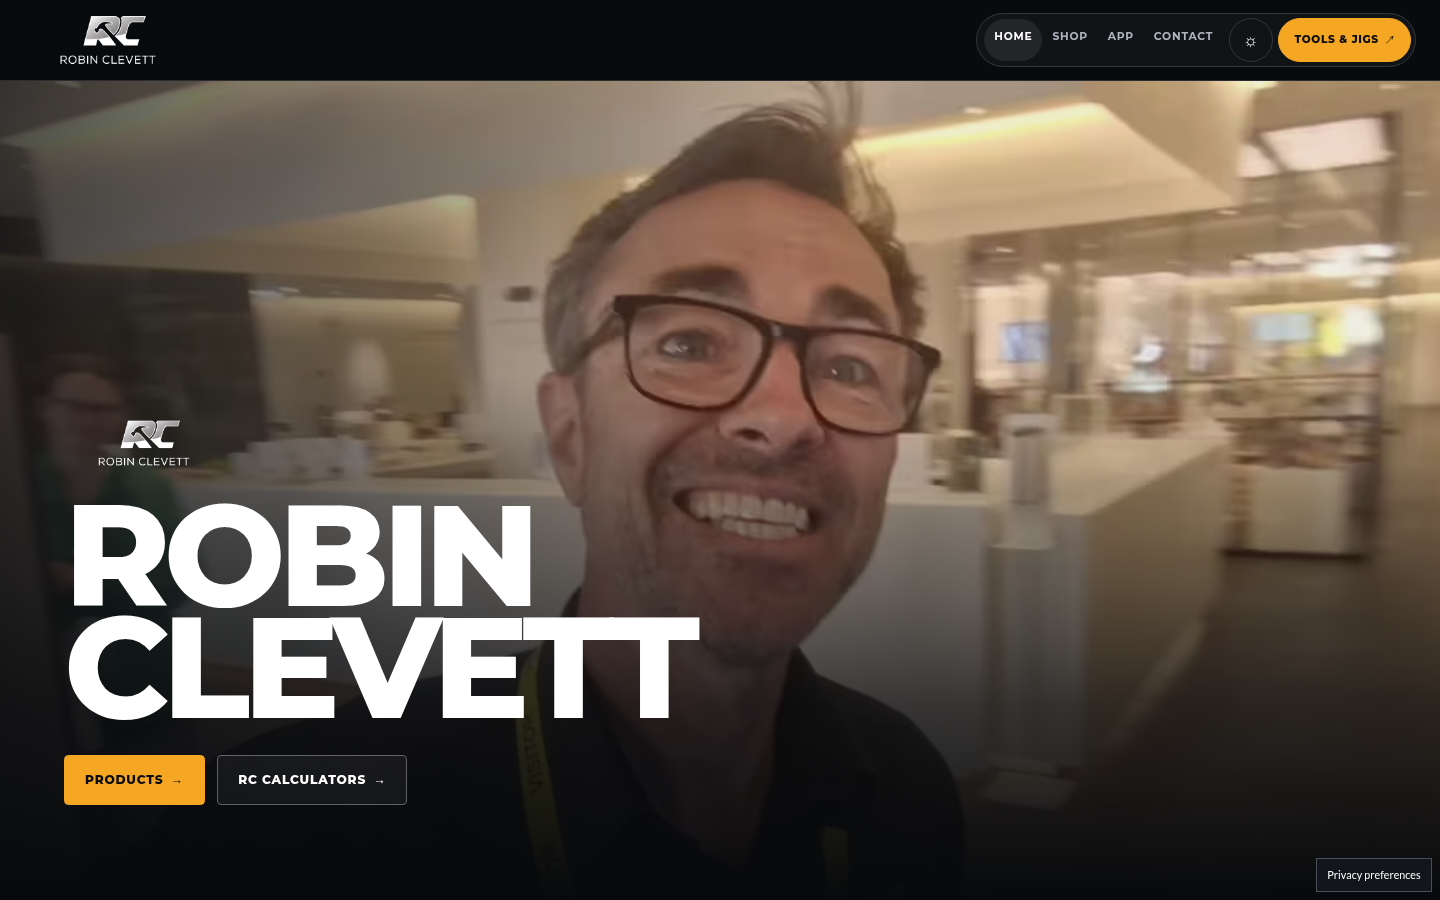 RC
ROBIN CLEVETT
HOME
SHOP
APP
CONTACT
☼
TOOLS & JIGS ↗
RC
ROBIN CLEVETT
ROBIN
CLEVETT
PRODUCTS →
RC CALCULATORS →
VISITOR
Privacy preferences